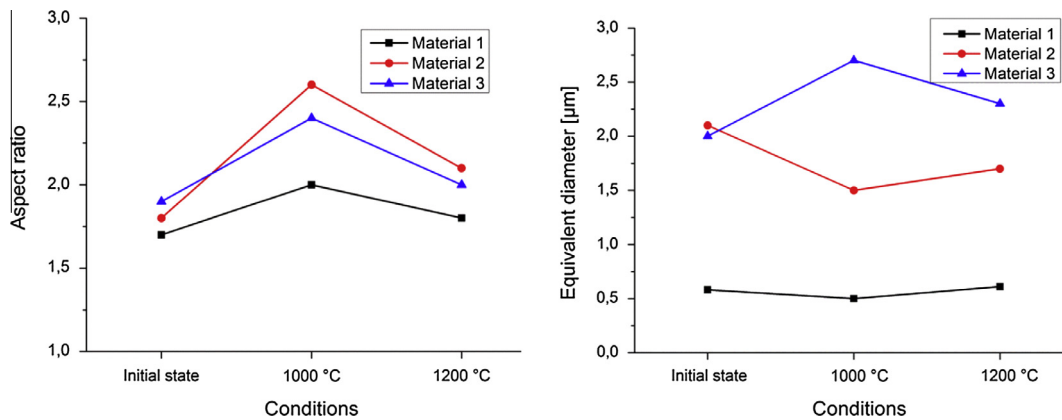 3,0
2,5
2,0
1,5
1,0
Aspect ratio
Material 1
Material 2
Material 3
Initial state
1000 °C
1200 °C
Conditions
3,0
2,5
2,0
1,5
1,0
0,5
0,0
Equivalent diameter [µm]
Material 1
Material 2
Material 3
Initial state
1000 °C
1200 °C
Conditions